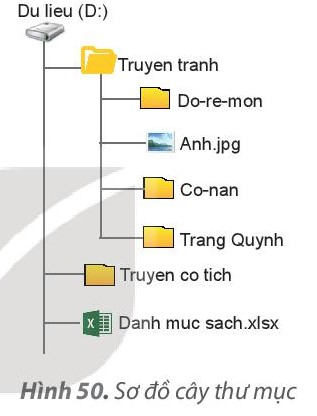 Du lieu (D:)
Truyen tranh
Do-re-mon
Anh.jpg
Co-nan
Trang Quynh
Truyen co tich
Danh muc sach.xlsx
Hình 50. Sơ đồ cây thư mục